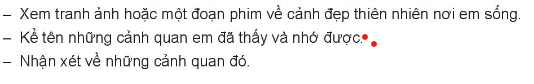 – Xem tranh ảnh hoặc một đoạn phim về cảnh đẹp thiên nhiên nơi em sống.
– Kể tên những cảnh quan em đã thấy và nhớ được.
– Nhận xét về những cảnh quan đó.